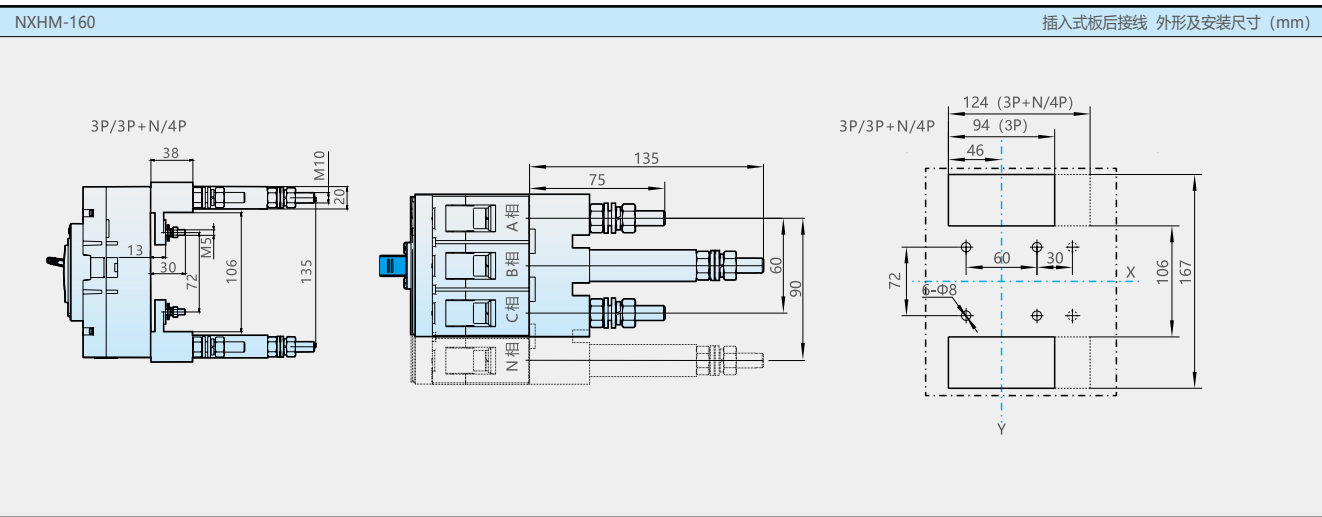 NXHM-160
插入式板后接线 外形及安装尺寸（mm）
3P/3P+N/4P
38
M10
20
13
30
M5
72
106
135
135
75
A相
B相
C相
N相
60
90
3P/3P+N/4P
124（3P+N/4P）
94（3P）
46
60
30
72
6-Φ8
X
106
167
Y